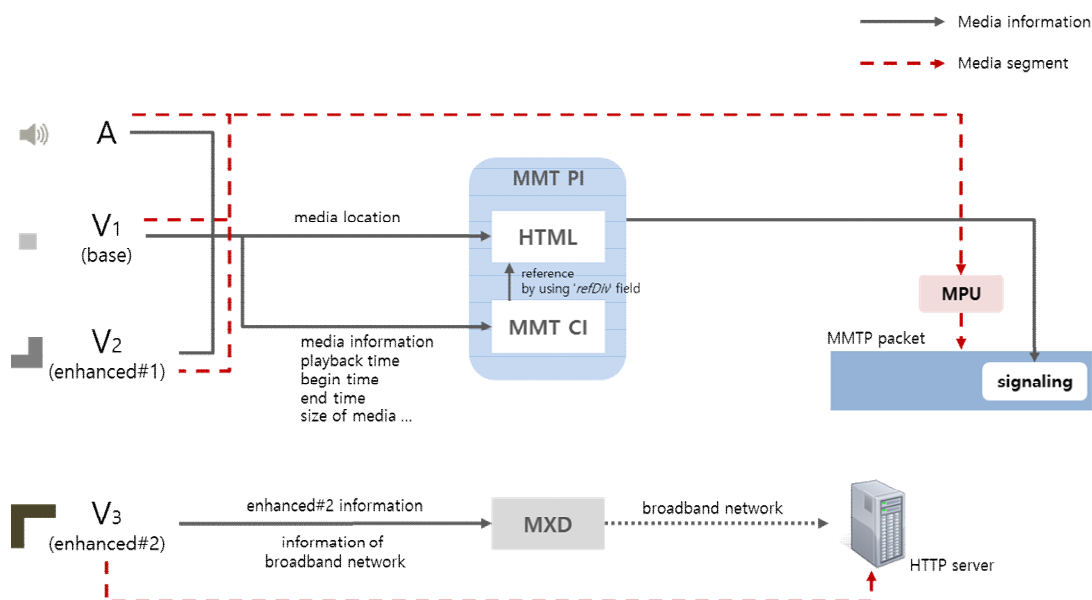 Media information
Media segment
A
MMT PI
V1
(base)
media location
HTML
reference
by using 'refDiv' field
MPU
MMT CI
V2
(enhanced#1)
media information
playback time
begin time
end time
size of media ...
MMTP packet
signaling
V3
(enhanced#2)
enhanced#2 information
information of
broadband network
MXD
broadband network
HTTP server